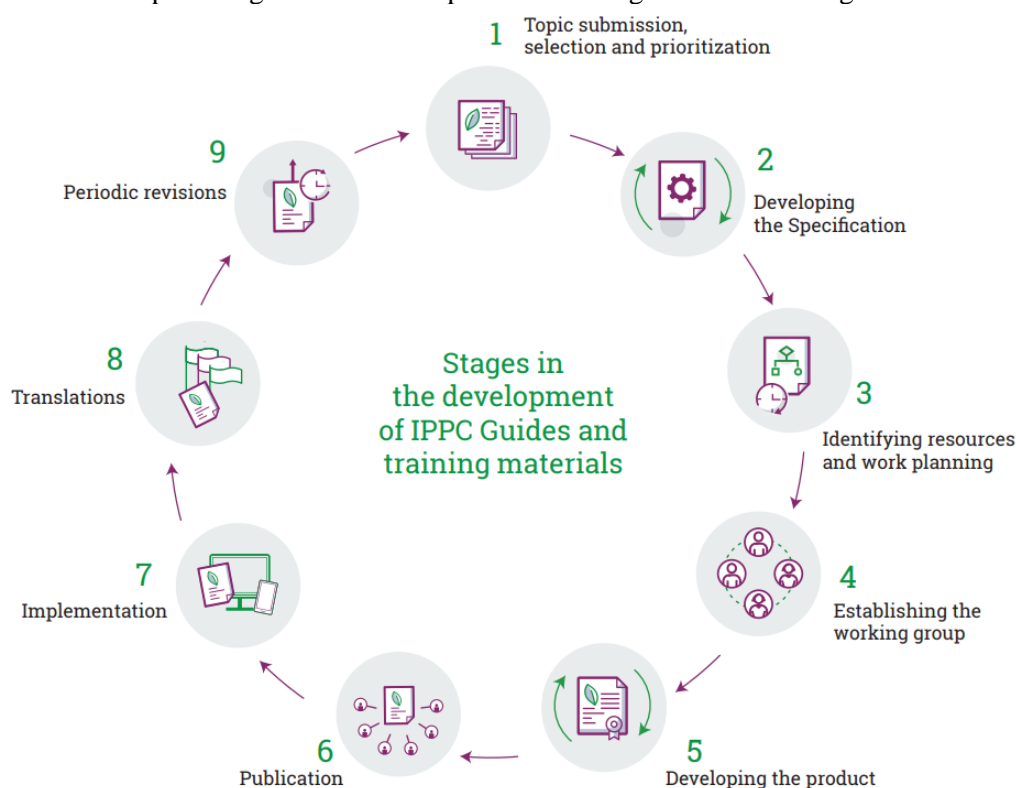 1
Topic submission,
selection and prioritization
2
Developing
the Specification
3
Identifying resources
and work planning
4
Establishing the
working group
5
Developing the product
6
Publication
7
Implementation
8
Translations
9
Periodic revisions
Stages in
the development
of IPPC Guides and
training materials